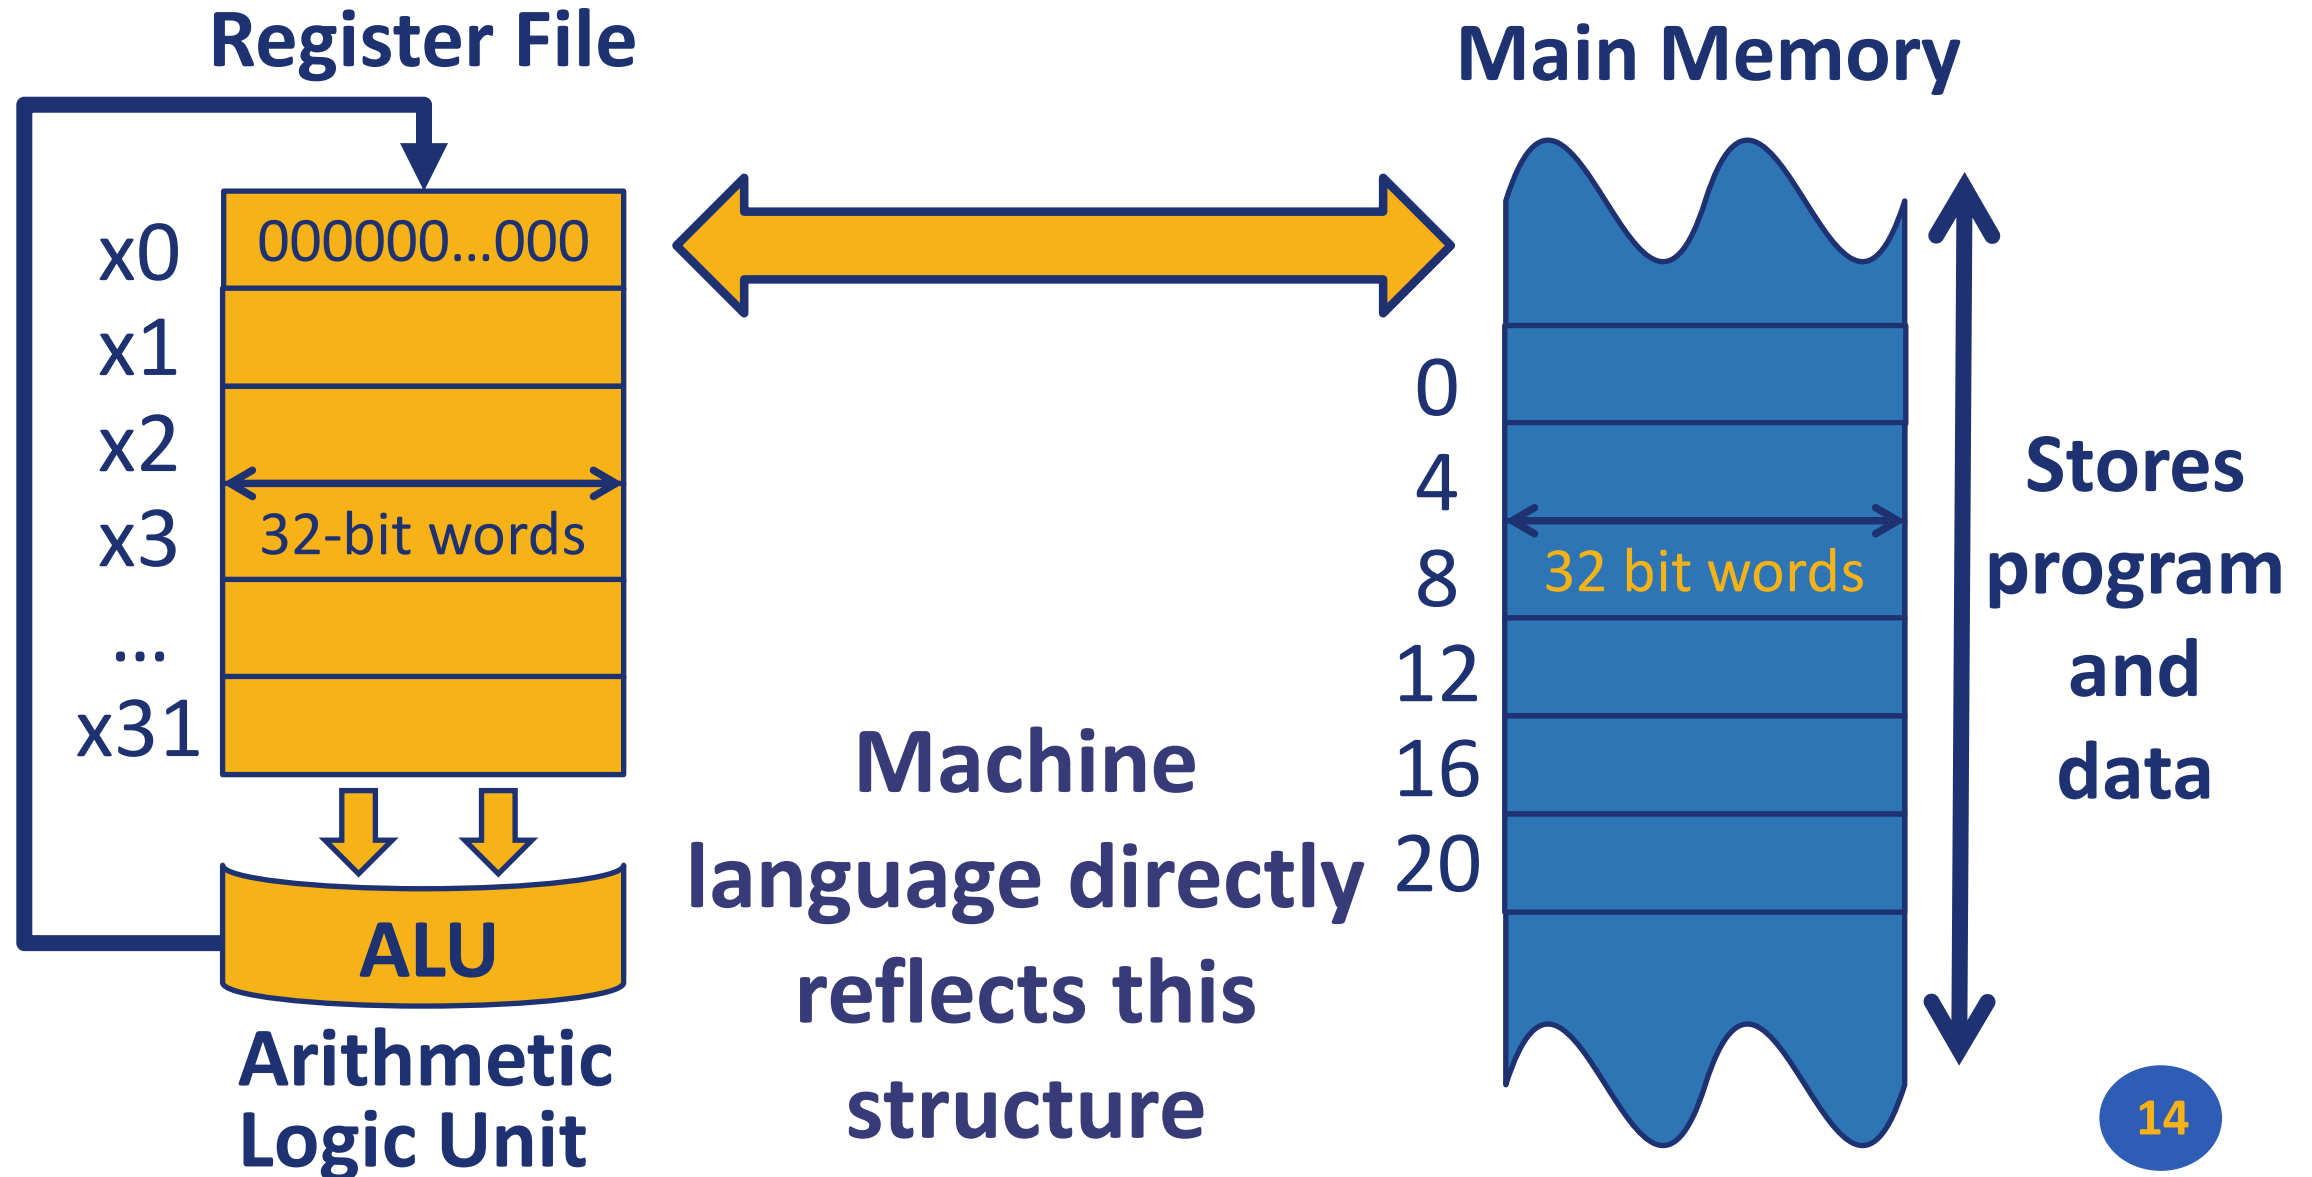 Register File
x0
000000...000
x1
x2
x3
32-bit words
...
x31
ALU
Arithmetic
Logic Unit
Machine
language directly
reflects this
structure
Main Memory
0
4
8
32 bit words
12
16
20
Stores
program
and
data
14